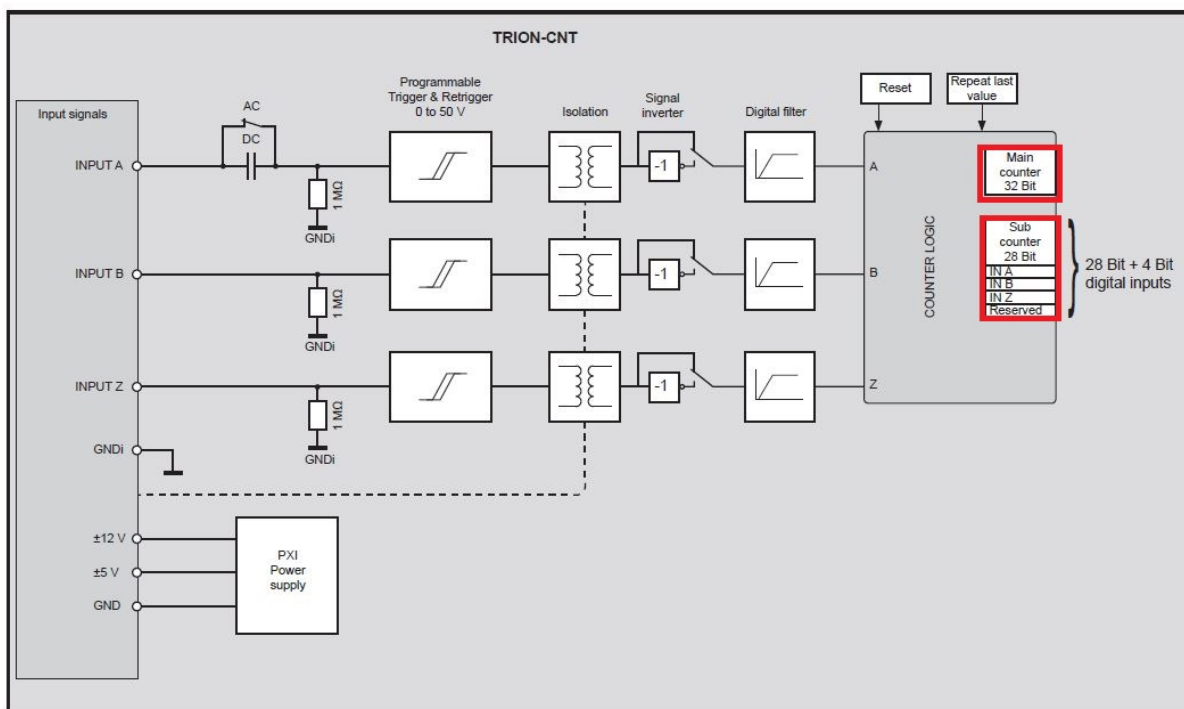 TRION-CNT
Input signals
AC
DC
Programmable
Trigger & Retrigger
0 to 50 V
Isolation
Signal
inverter
Digital filter
Reset
Repeat last
value
INPUT A
1 MΩ
GNDi
-1
A
Main
counter
32 Bit
INPUT B
1 MΩ
GNDi
-1
B
COUNTER LOGIC
Sub
counter
28 Bit
IN A
IN B
IN Z
Reserved
28 Bit + 4 Bit
digital inputs
INPUT Z
1 MΩ
GNDi
-1
Z
GNDi
±12 V
±5 V
GND
PXI
Power
supply